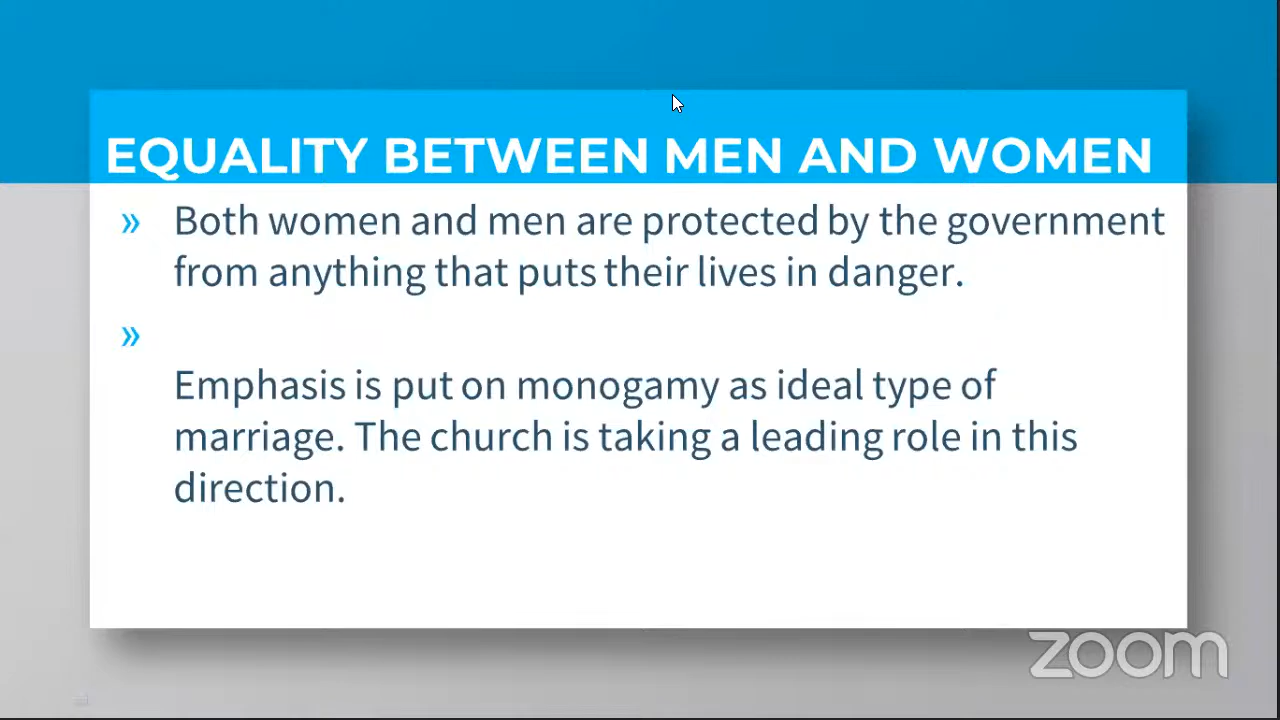 EQUALITY BETWEEN MEN AND WOMEN
» Both women and men are protected by the government
from anything that puts their lives in danger.
»
Emphasis is put on monogamy as ideal type of
marriage. The church is taking a leading role in this
direction.
zoom